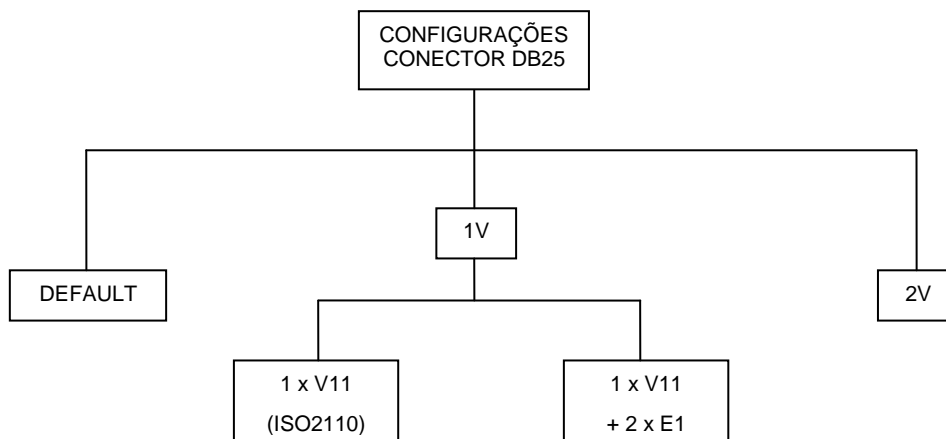 CONFIGURAÇÕES
CONECTOR DB25
1V
DEFAULT
2V
1 x V11
(ISO2110)
1 x V11
+ 2 x E1